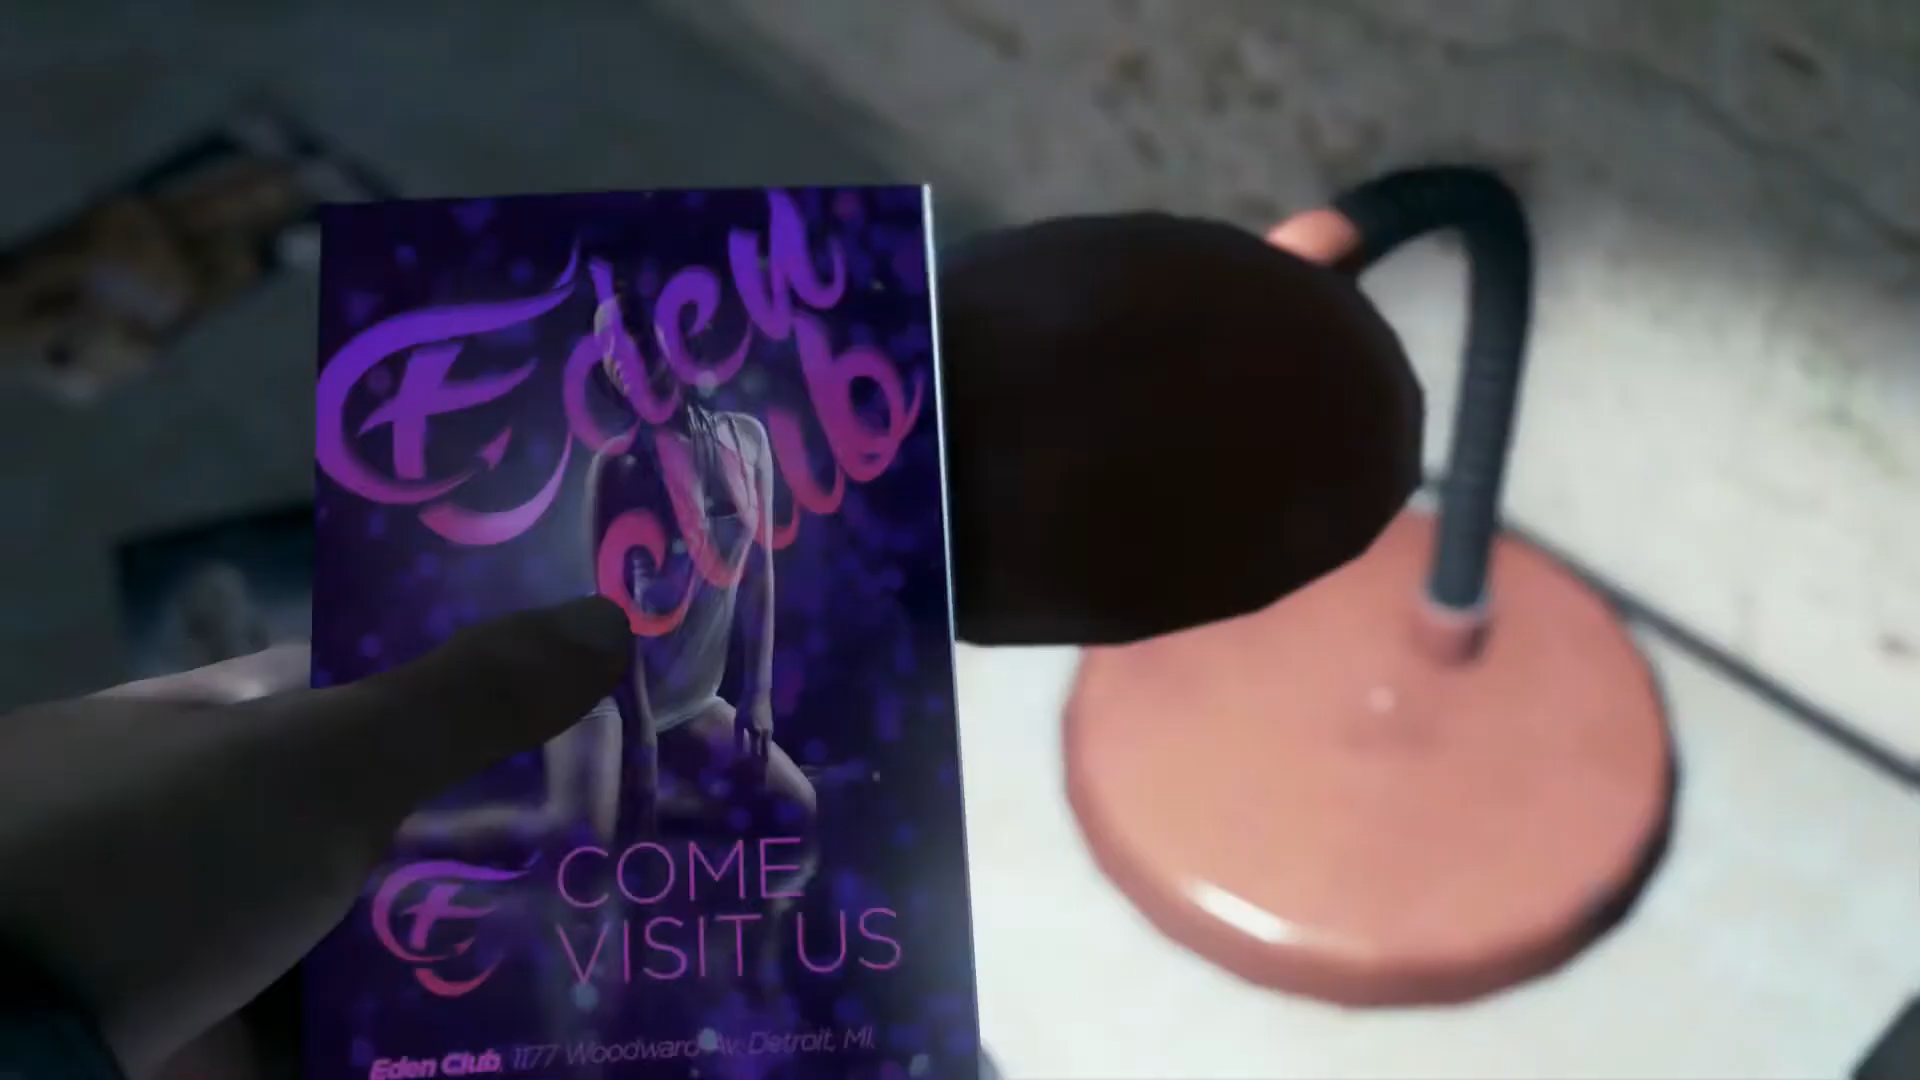 Eden
club
COME
VISIT US
Eden Club, 1177 Woodward Av. Detroit, MI,